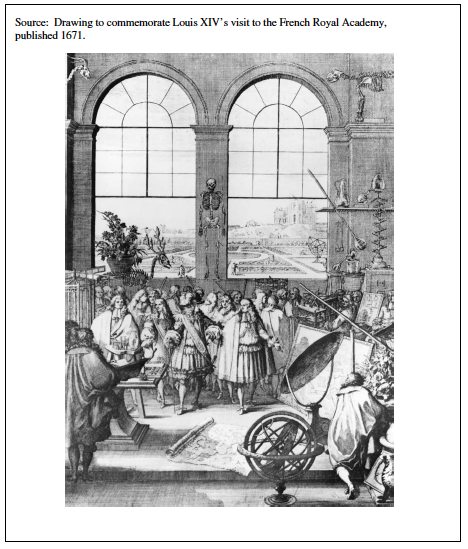 Source: Drawing to commemorate Louis XIV's visit to the French Royal Academy,
published 1671.